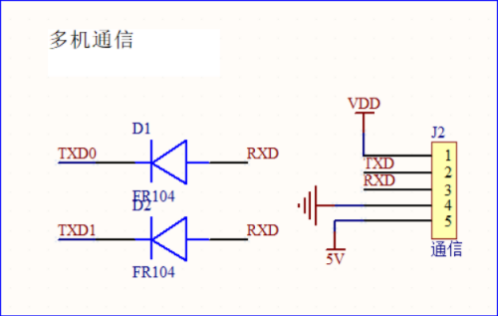 多机通信
D1
TXD0
RXD
FR104
D2
TXD1
RXD
FR104
VDD
J2
1
TXD
2
RXD
3
4
5
5V
通信